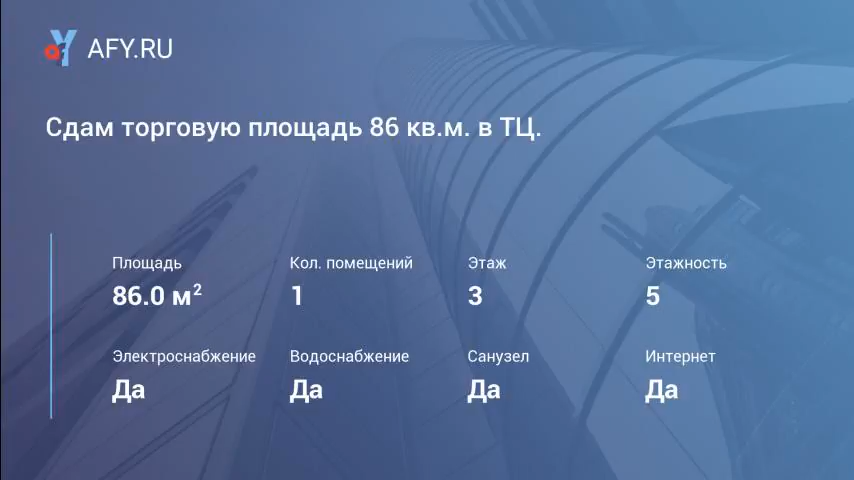 AFY.RU
Сдам торговую площадь 86 кв.м. в ТЦ.
Площадь Кол. помещений Этаж Этажность
86.0 м² 1 3 5
Электроснабжение Водоснабжение Санузел Интернет
Да Да Да Да